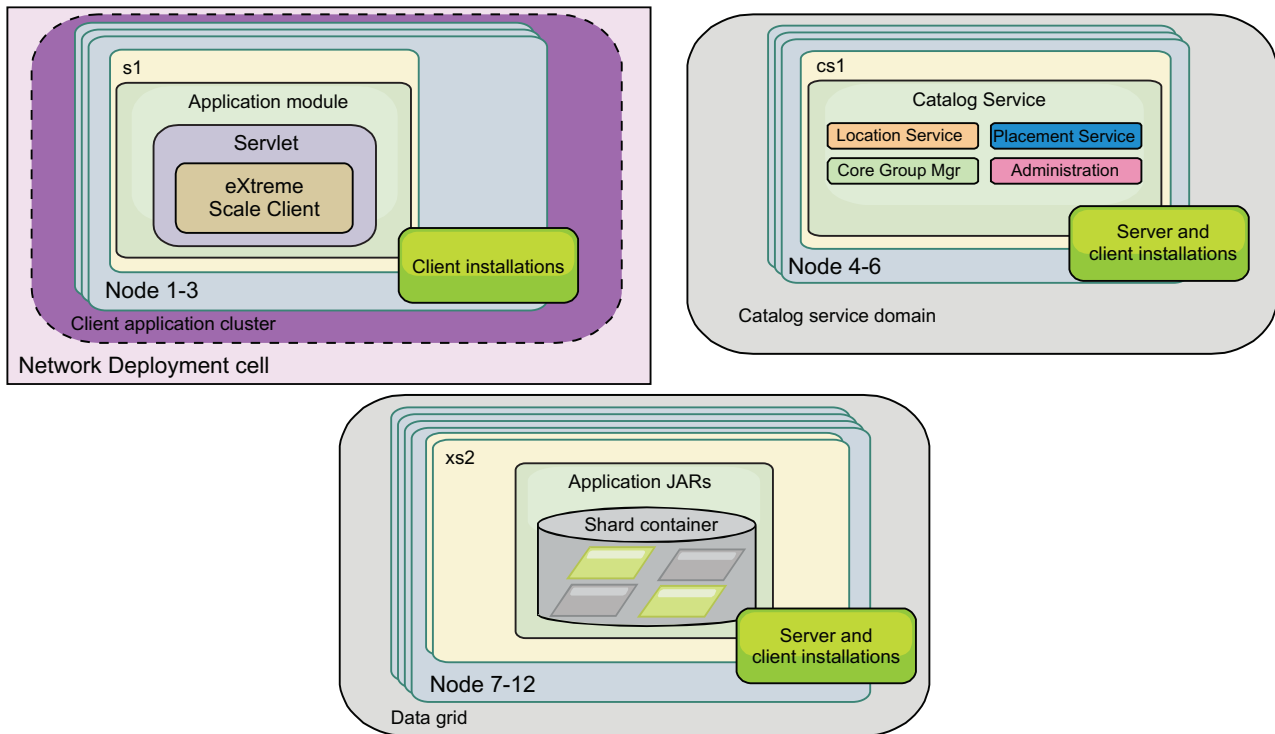 s1
Application module
Servlet
eXtreme
Scale Client
Client installations
Node 1-3
Client application cluster
Network Deployment cell
cs1
Catalog Service
Location Service
Placement Service
Core Group Mgr
Administration
Server and
client installations
Node 4-6
Catalog service domain
xs2
Application JARs
Shard container
Server and
client installations
Node 7-12
Data grid